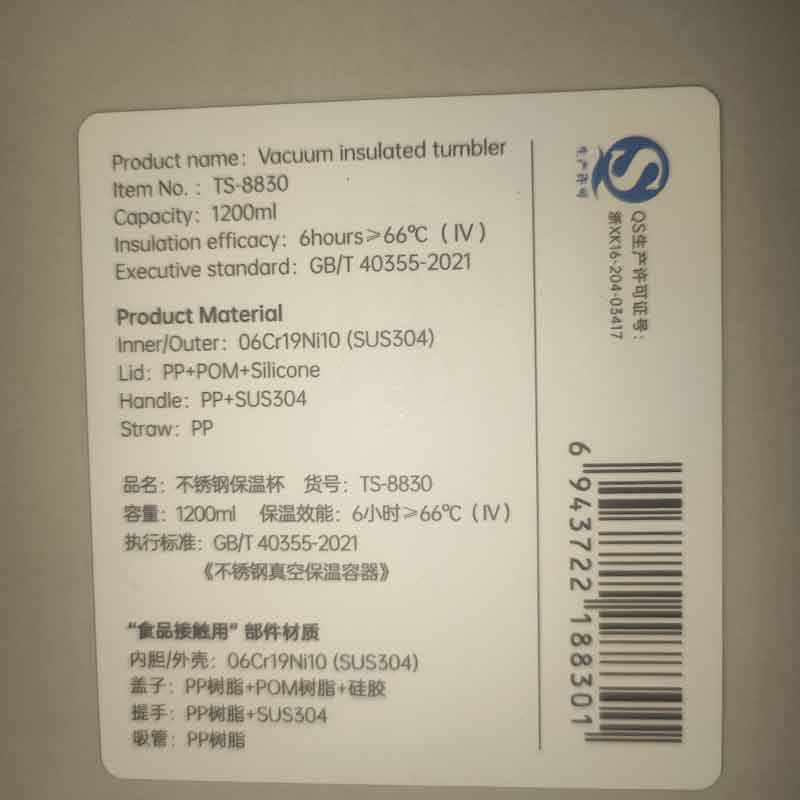 Product name: Vacuum insulated tumbler
Item No. : TS-8830
Capacity: 1200ml
Insulation efficacy: 6hours≥66℃ (Ⅳ)
Executive standard: GB/T 40355-2021
Product Material
Inner/Outer: 06Cr19Ni10 (SUS304)
Lid: PP+POM+Silicone
Handle: PP+SUS304
Straw: PP
品名: 不锈钢保温杯 货号: TS-8830
容量: 1200ml 保温效能: 6小时≥66℃ (Ⅳ)
执行标准: GB/T 40355-2021
《不锈钢真空保温容器》
“食品接触用” 部件材质
内胆/外壳: 06Cr19Ni10 (SUS304)
盖子: PP树脂+POM树脂+硅胶
提手: PP树脂+SUS304
吸管: PP树脂
生产许可
QS生产许可证号:
浙XK16-204-03417
6 943722 188301